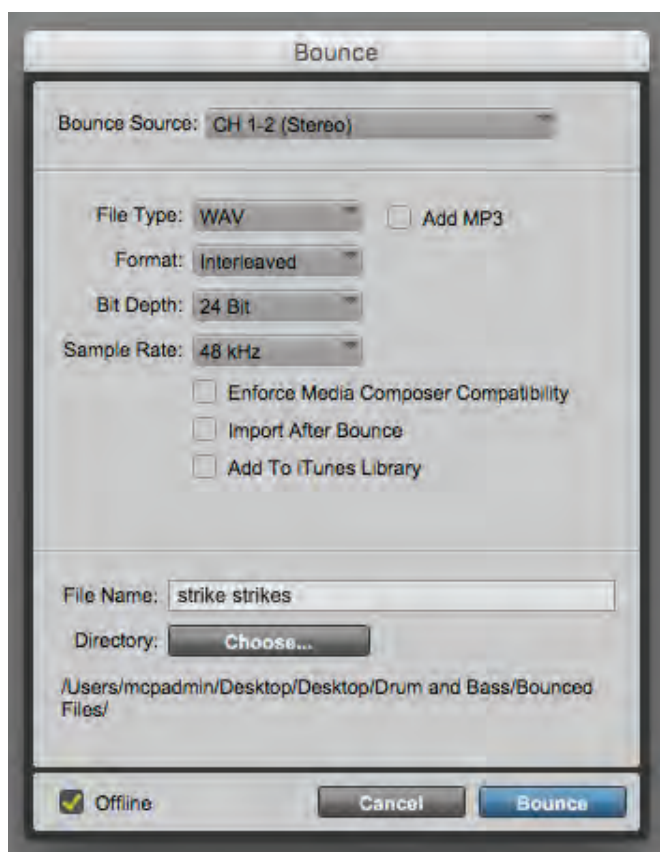 Bounce
Bounce Source: CH 1-2 (Stereo)
File Type: WAV Add MP3
Format: Interleaved
Bit Depth: 24 Bit
Sample Rate: 48 kHz
Enforce Media Composer Compatibility
Import After Bounce
Add To iTunes Library
File Name: strike strikes
Directory: Choose...
/Users/mcpadmin/Desktop/Desktop/Drum and Bass/Bounced
Files/
Offline Cancel Bounce